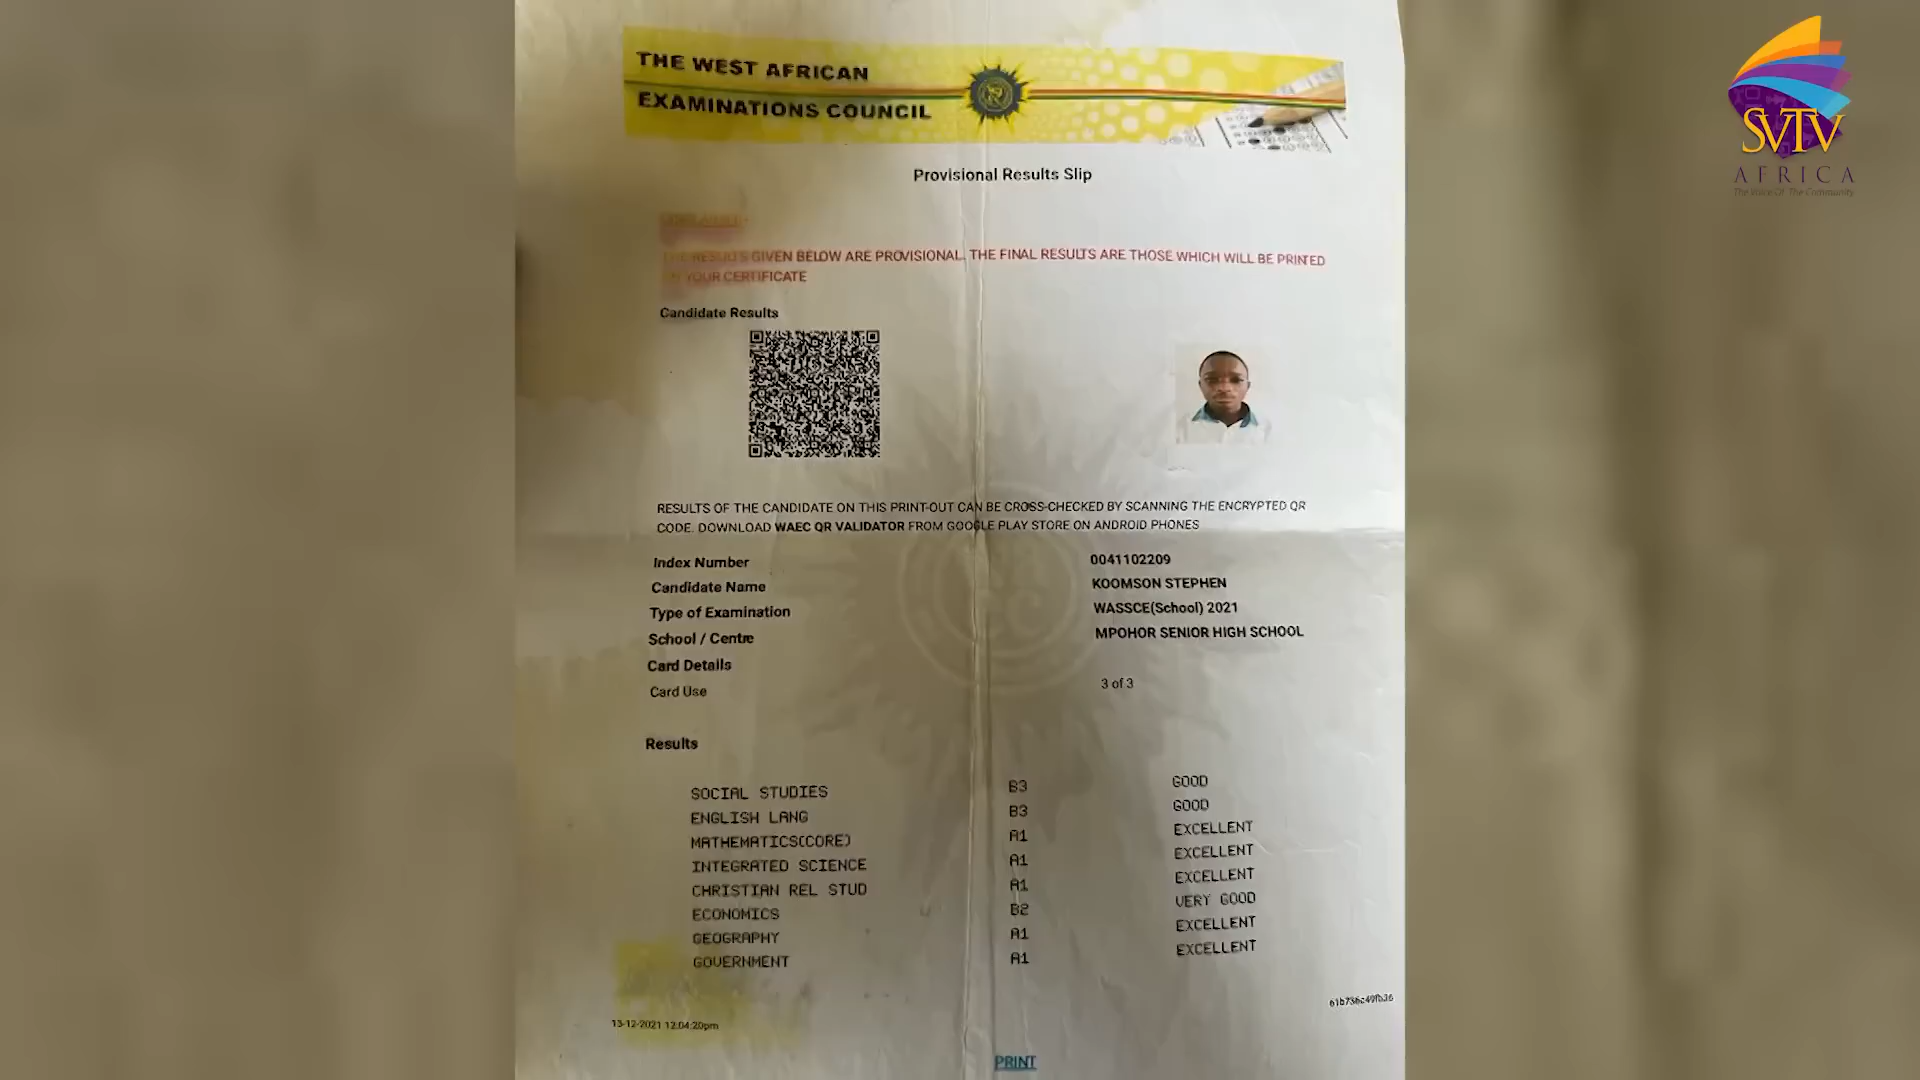 THE WEST AFRICAN
EXAMINATIONS COUNCIL
SVTV
AFRICA
The Voice Of The Community
Provisional Results Slip
THE RESULTS GIVEN BELOW ARE PROVISIONAL. THE FINAL RESULTS ARE THOSE WHICH WILL BE PRINTED
ON YOUR CERTIFICATE
Candidate Results
RESULTS OF THE CANDIDATE ON THIS PRINT-OUT CAN BE CROSS-CHECKED BY SCANNING THE ENCRYPTED QR
CODE. DOWNLOAD WAEC QR VALIDATOR FROM GOOGLE PLAY STORE ON ANDROID PHONES
Index Number 0041102209
Candidate Name KOOMSON STEPHEN
Type of Examination WASSCE(School) 2021
School / Centre MPOHOR SENIOR HIGH SCHOOL
Card Details
Card Use 3 of 3
Results
SOCIAL STUDIES B3 GOOD
ENGLISH LANG B3 GOOD
MATHEMATICS(CORE) A1 EXCELLENT
INTEGRATED SCIENCE A1 EXCELLENT
CHRISTIAN REL STUD A1 EXCELLENT
ECONOMICS B2 VERY GOOD
GEOGRAPHY A1 EXCELLENT
GOVERNMENT A1 EXCELLENT
13-12-2021 12:04:20pm
PRINT